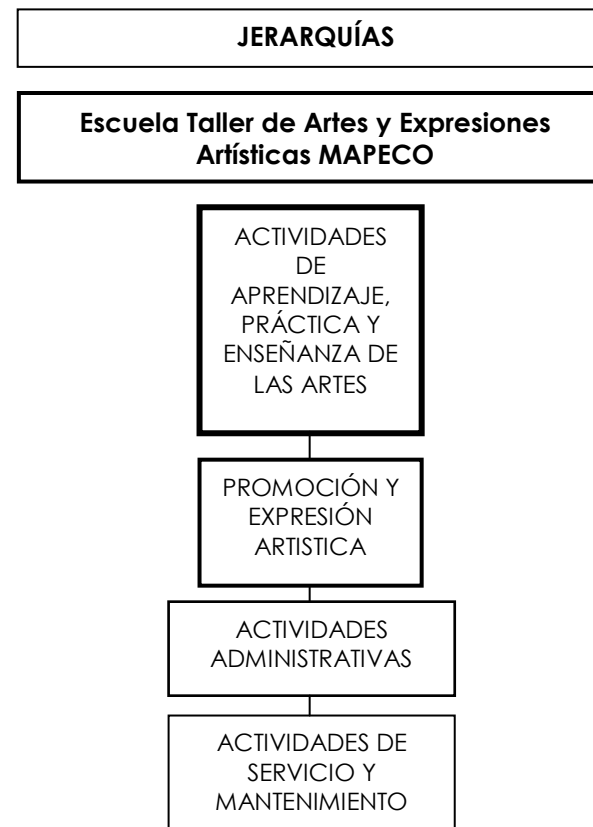 JERARQUÍAS
Escuela Taller de Artes y Expresiones
Artísticas MAPECO
ACTIVIDADES
DE
APRENDIZAJE,
PRÁCTICA Y
ENSEÑANZA DE
LAS ARTES
PROMOCIÓN Y
EXPRESIÓN
ARTISTICA
ACTIVIDADES
ADMINISTRATIVAS
ACTIVIDADES DE
SERVICIO Y
MANTENIMIENTO